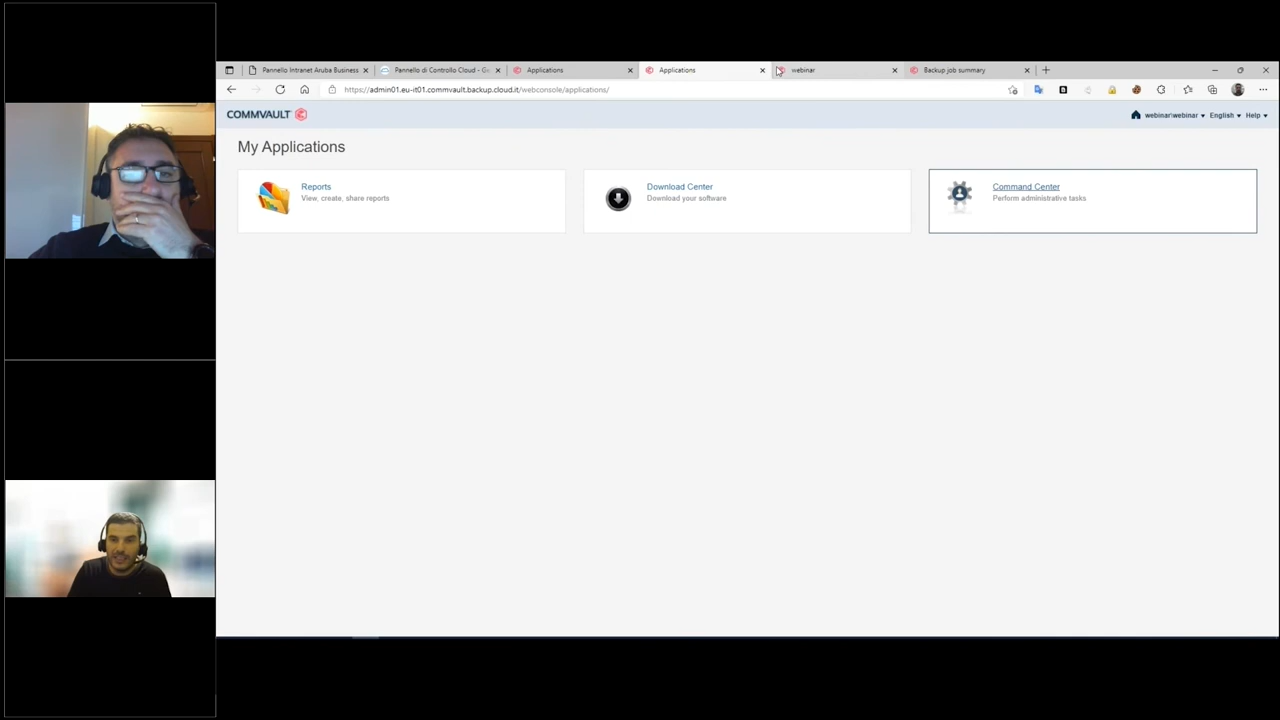 Pannello Intranet Aruba Business
Pannello di Controllo Cloud - G
Applications
Applications
webinar
Backup job summary
https://admin01.eu-it01.commvault.backup.cloud.it/webconsole/applications/
COMMVAULT
webinar\webinar
English
Help
My Applications
Reports
View, create, share reports
Download Center
Download your software
Command Center
Perform administrative tasks